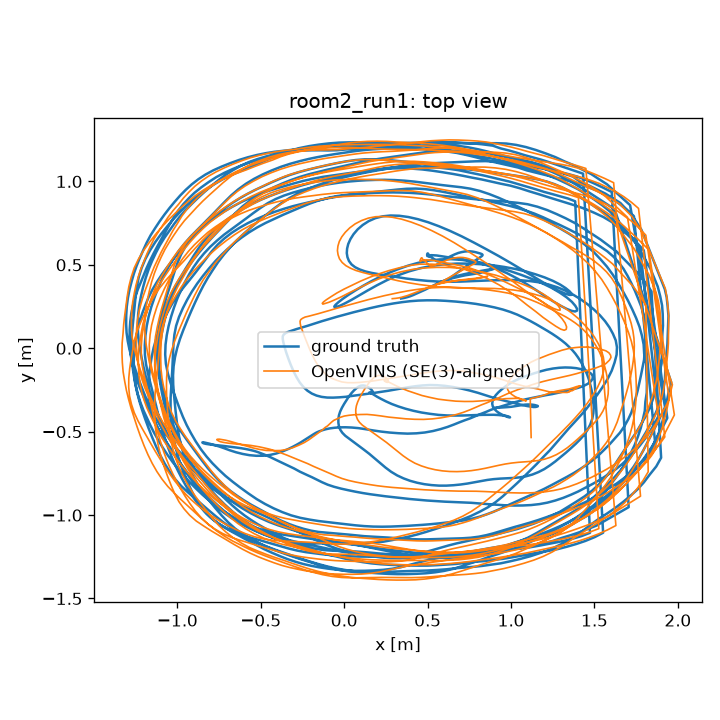 room2_run1: top view
1.0
0.5
0.0
−0.5
−1.0
−1.5
y [m]
ground truth
OpenVINS (SE(3)-aligned)
−1.0 −0.5 0.0 0.5 1.0 1.5 2.0
x [m]